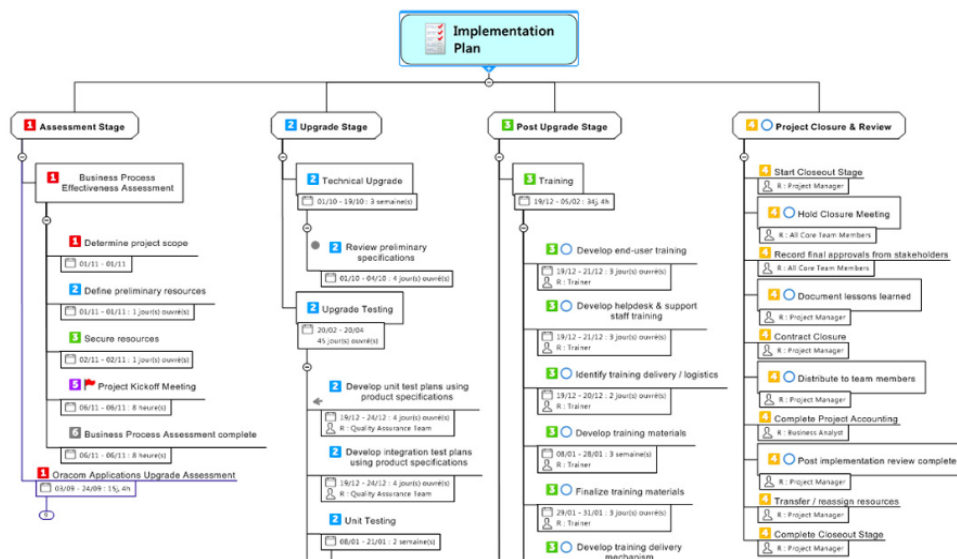 Implementation
Plan
1 Assessment Stage
2 Upgrade Stage
3 Post Upgrade Stage
4 Project Closure & Review
1 Business Process
Effectiveness Assessment
1 Determine project scope
01/11 - 01/11
2 Define preliminary resources
01/11 - 01/11 : 1 jour(s) ouvré(s)
3 Secure resources
02/11 - 02/11 : 1 jour(s) ouvré(s)
5 Project Kickoff Meeting
06/11 - 06/11 : 8 heure(s)
6 Business Process Assessment complete
06/11 - 06/11 : 8 heure(s)
1 Oracom Applications Upgrade Assessment
03/09 - 24/09 : 15j, 4h
6
2 Technical Upgrade
01/10 - 19/10 : 3 semaine(s)
2 Review preliminary
specifications
01/10 - 04/10 : 4 jour(s) ouvré(s)
2 Upgrade Testing
20/02 - 20/04
45 jour(s) ouvré(s)
2 Develop unit test plans using
product specifications
19/12 - 24/12 : 4 jour(s) ouvré(s)
R : Quality Assurance Team
2 Develop integration test plans
using product specifications
19/12 - 24/12 : 4 jour(s) ouvré(s)
R : Quality Assurance Team
2 Unit Testing
08/01 - 21/01 : 2 semaine(s)
3 Training
19/12 - 05/02 : 34j, 4h
3 Develop end-user training
19/12 - 21/12 : 3 jour(s) ouvré(s)
R : Trainer
3 Develop helpdesk & support
staff training
19/12 - 21/12 : 3 jour(s) ouvré(s)
R : Trainer
3 Identify training delivery / logistics
19/12 - 20/12 : 2 jour(s) ouvré(s)
R : Trainer
3 Develop training materials
08/01 - 28/01 : 3 semaine(s)
R : Trainer
3 Finalize training materials
29/01 - 31/01 : 3 jour(s) ouvré(s)
R : Trainer
3 Develop training delivery
mechanism
4 Start Closeout Stage
R : Project Manager
4 Hold Closure Meeting
R : All Core Team Members
4 Record final approvals from stakeholders
R : All Core Team Members
4 Document lessons learned
R : Project Manager
4 Contract Closure
R : Project Manager
4 Distribute to team members
R : Project Manager
4 Complete Project Accounting
R : Business Analyst
4 Post implementation review complete
R : Project Manager
4 Transfer / reassign resources
R : Project Manager
4 Complete Closeout Stage
R : Project Manager